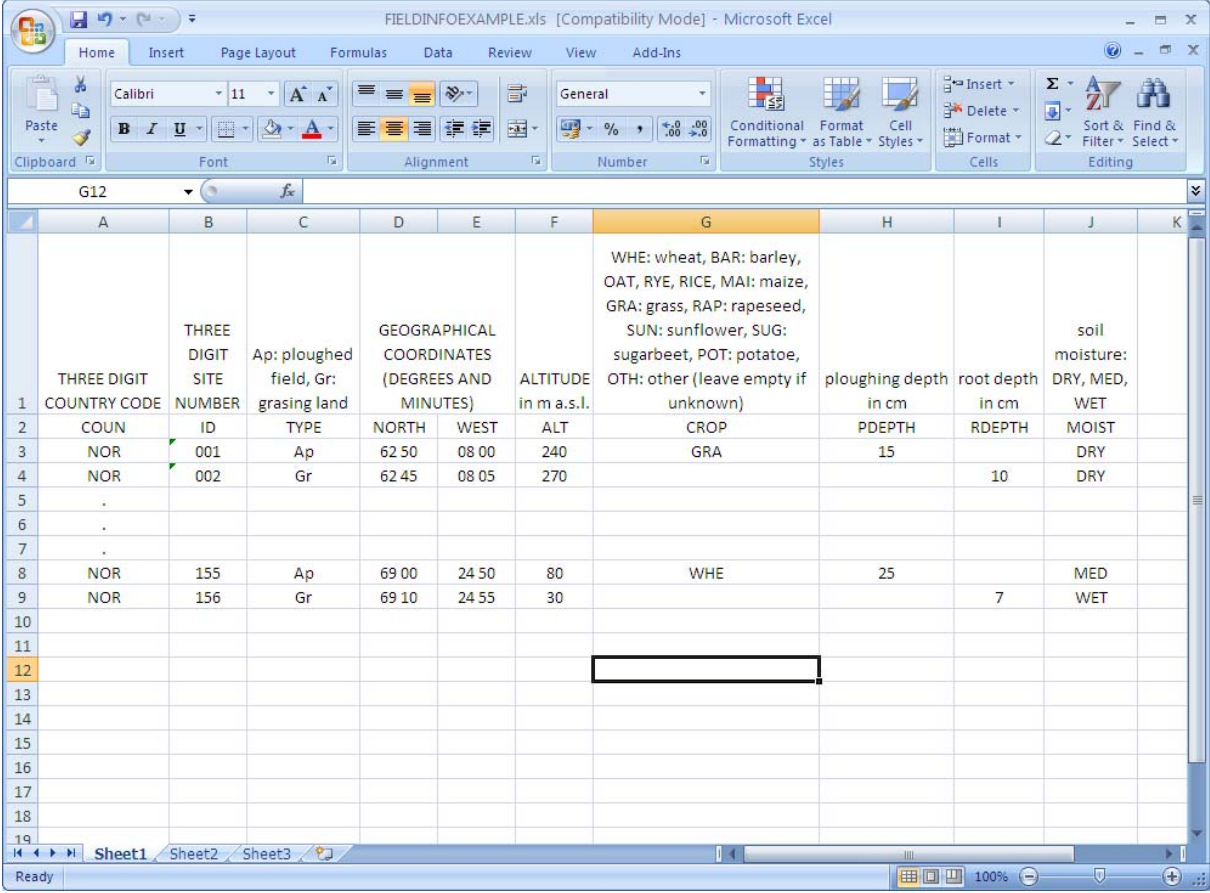 FIELDINFOEXAMPLE.xls [Compatibility Mode] - Microsoft Excel
Home Insert Page Layout Formulas Data Review View Add-Ins
Paste
Calibri 11 A A
B I U A
General
% , .0 .00 .00 .0
Conditional Formatting
Format as Table
Cell Styles
Insert
Delete
Format
Σ
Sort & Filter
Find & Select
Clipboard Font Alignment Number Styles Cells Editing
G12 fx
A B C D E F G H I J K
1
THREE DIGIT
COUNTRY CODE
THREE
DIGIT
SITE
NUMBER
Ap: ploughed
field, Gr:
grasing land
GEOGRAPHICAL
COORDINATES
(DEGREES AND
MINUTES)
ALTITUDE
in m a.s.l.
WHE: wheat, BAR: barley,
OAT, RYE, RICE, MAI: maize,
GRA: grass, RAP: rapeseed,
SUN: sunflower, SUG:
sugarbeet, POT: potatoe,
OTH: other (leave empty if
unknown)
ploughing depth
in cm
root depth
in cm
soil
moisture:
DRY, MED,
WET
2 COUN ID TYPE NORTH WEST ALT CROP PDEPTH RDEPTH MOIST
3 NOR 001 Ap 62 50 08 00 240 GRA 15 DRY
4 NOR 002 Gr 62 45 08 05 270 10 DRY
5 .
6 .
7 .
8 NOR 155 Ap 69 00 24 50 80 WHE 25 MED
9 NOR 156 Gr 69 10 24 55 30 7 WET
10
11
12
13
14
15
16
17
18
19
Sheet1 Sheet2 Sheet3
Ready 100%